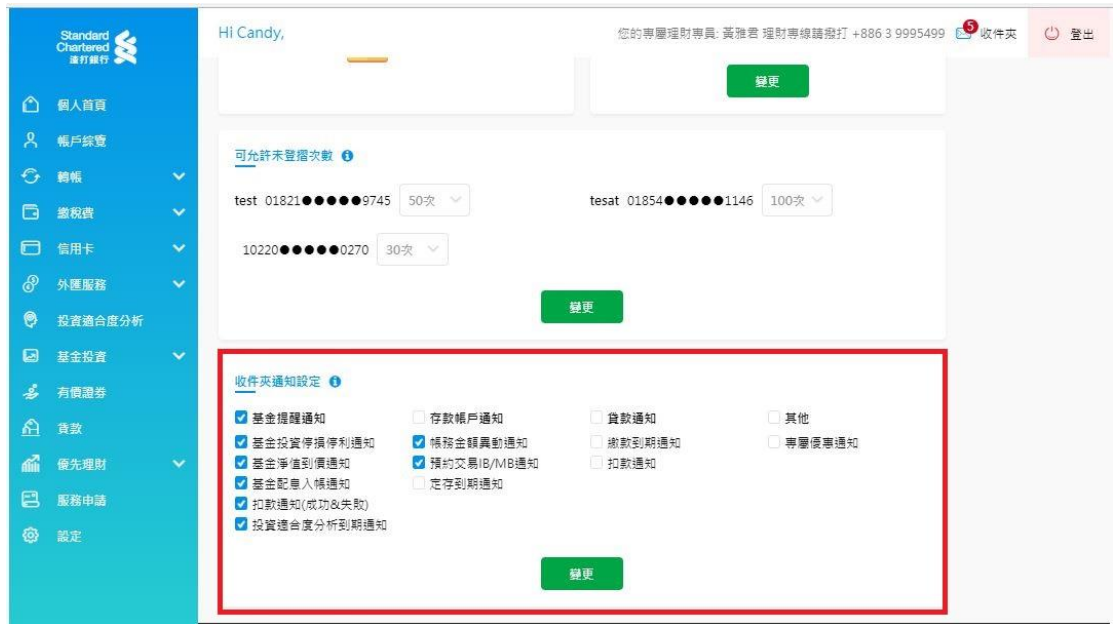 Standard
Chartered
渣打銀行
Hi Candy,
您的專屬理財專員: 黃雅君 理財專線請撥打 +886 3 9995499
5
收件夾
登出
個人首頁
帳戶綜覽
轉帳
繳稅費
信用卡
外匯服務
投資適合度分析
基金投資
有價證券
貸款
優先理財
服務申請
設定
變更
可允許未登摺次數
test 01821●●●●●9745 50次
tesat 01854●●●●●1146 100次
10220●●●●●0270 30次
變更
收件夾通知設定
基金提醒通知 存款帳戶通知 貸款通知 其他
基金投資停損停利通知 帳務金額異動通知 繳款到期通知 專屬優惠通知
基金淨值到價通知 預約交易IB/MB通知 扣款通知
基金配息入帳通知 定存到期通知
扣款通知(成功&失敗)
投資適合度分析到期通知
變更